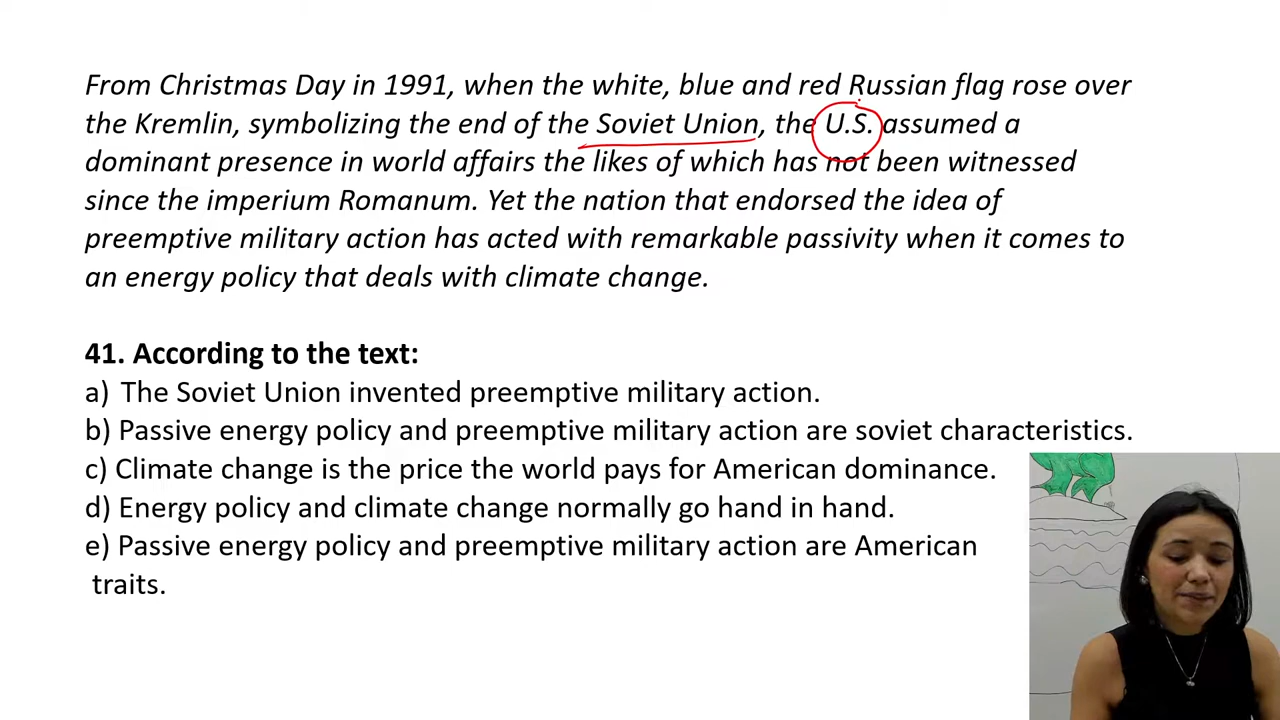 From Christmas Day in 1991, when the white, blue and red Russian flag rose over
the Kremlin, symbolizing the end of the Soviet Union, the U.S. assumed a
dominant presence in world affairs the likes of which has not been witnessed
since the imperium Romanum. Yet the nation that endorsed the idea of
preemptive military action has acted with remarkable passivity when it comes to
an energy policy that deals with climate change.
41. According to the text:
a) The Soviet Union invented preemptive military action.
b) Passive energy policy and preemptive military action are soviet characteristics.
c) Climate change is the price the world pays for American dominance.
d) Energy policy and climate change normally go hand in hand.
e) Passive energy policy and preemptive military action are American
traits.